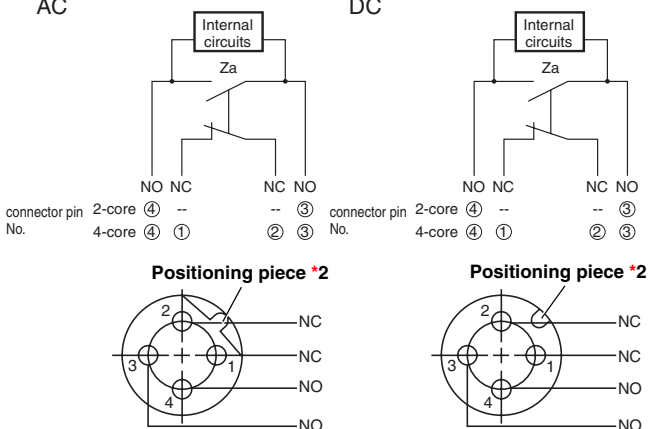 AC
DC
Internal
circuits
Za
NO NC NC NO
connector pin 2-core ④ -- -- ③
No. 4-core ④ ① ② ③
Internal
circuits
Za
NO NC NC NO
connector pin 2-core ④ -- -- ③
No. 4-core ④ ① ② ③
Positioning piece *2
2
NC
3
1
NC
4
NO
NO
Positioning piece *2
2
NC
3
1
NC
4
NO
NO